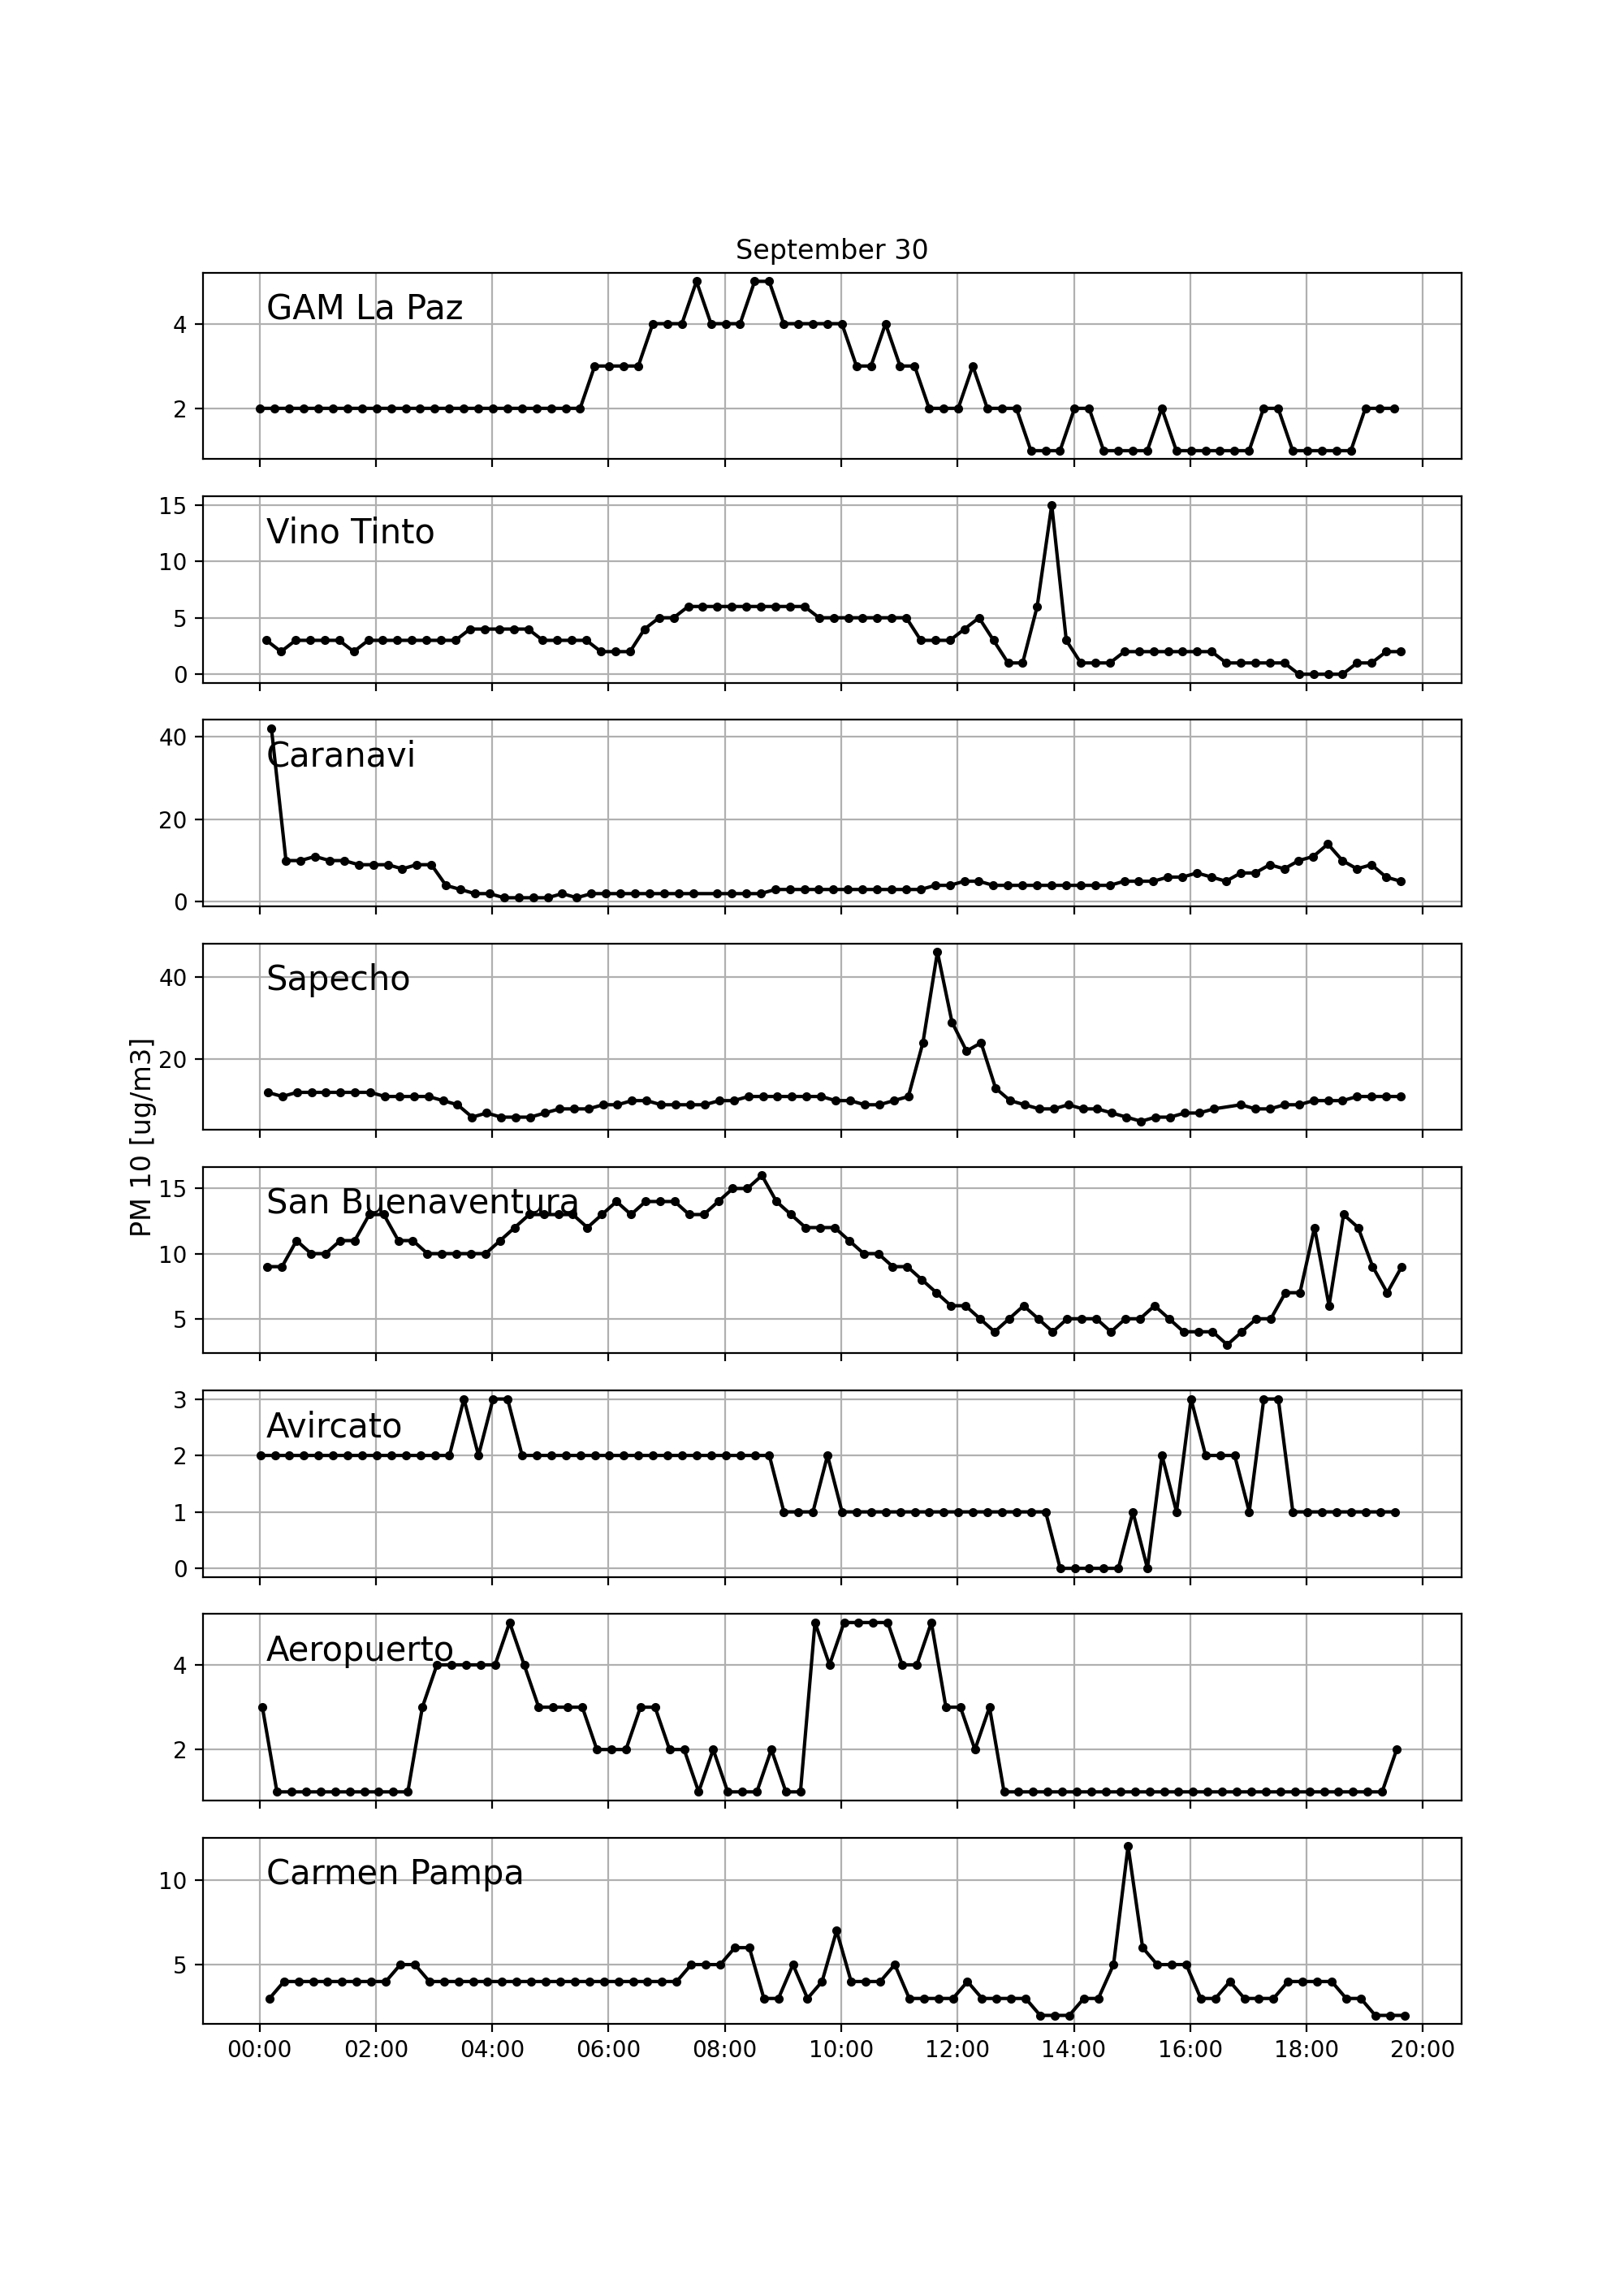 September 30
GAM La Paz
4
2
Vino Tinto
15
10
5
0
Caranavi
40
20
0
Sapecho
40
20
PM 10 [ug/m3]
San Buenaventura
15
10
5
Avircato
3
2
1
0
Aeropuerto
4
2
Carmen Pampa
10
5
00:00 02:00 04:00 06:00 08:00 10:00 12:00 14:00 16:00 18:00 20:00